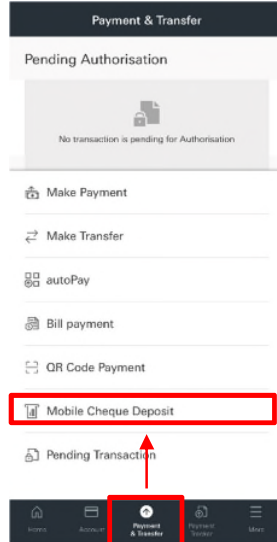 Payment & Transfer
Pending Authorisation
No transaction is pending for Authorisation
Make Payment
Make Transfer
autoPay
Bill payment
QR Code Payment
Mobile Cheque Deposit
Pending Transaction
Home
Account
Payment
& Transfer
Payment
Tracker
More